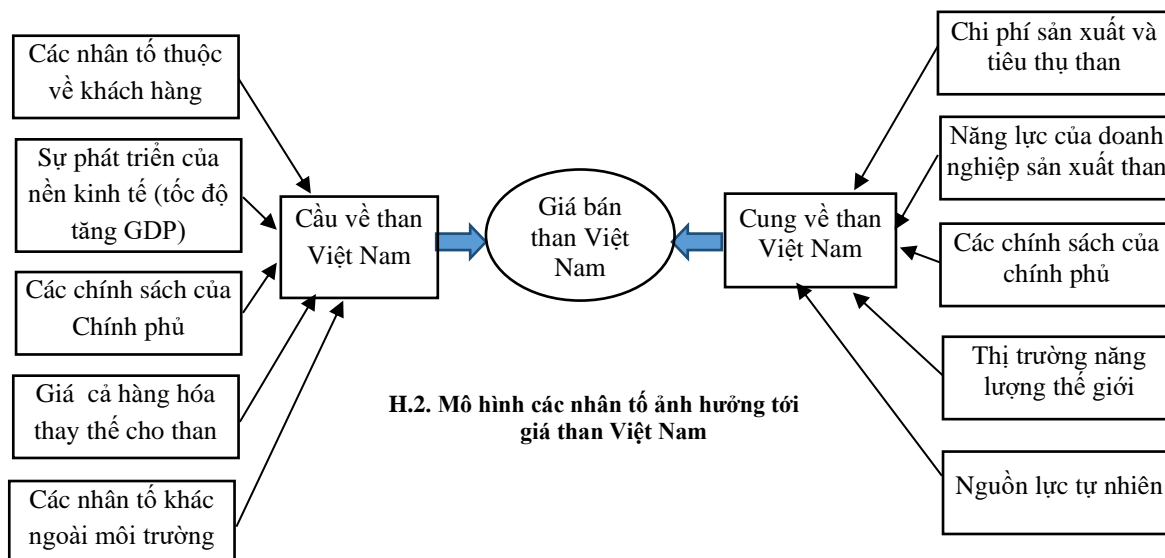 Các nhân tố thuộc
về khách hàng
Sự phát triển của
nền kinh tế (tốc độ
tăng GDP)
Các chính sách của
Chính phủ
Giá cả hàng hóa
thay thế cho than
Các nhân tố khác
ngoài môi trường
Cầu về than
Việt Nam
Giá bán
than Việt
Nam
Cung về than
Việt Nam
Chi phí sản xuất và
tiêu thụ than
Năng lực của doanh
nghiệp sản xuất than
Các chính sách của
chính phủ
Thị trường năng
lượng thế giới
Nguồn lực tự nhiên
H.2. Mô hình các nhân tố ảnh hưởng tới
giá than Việt Nam